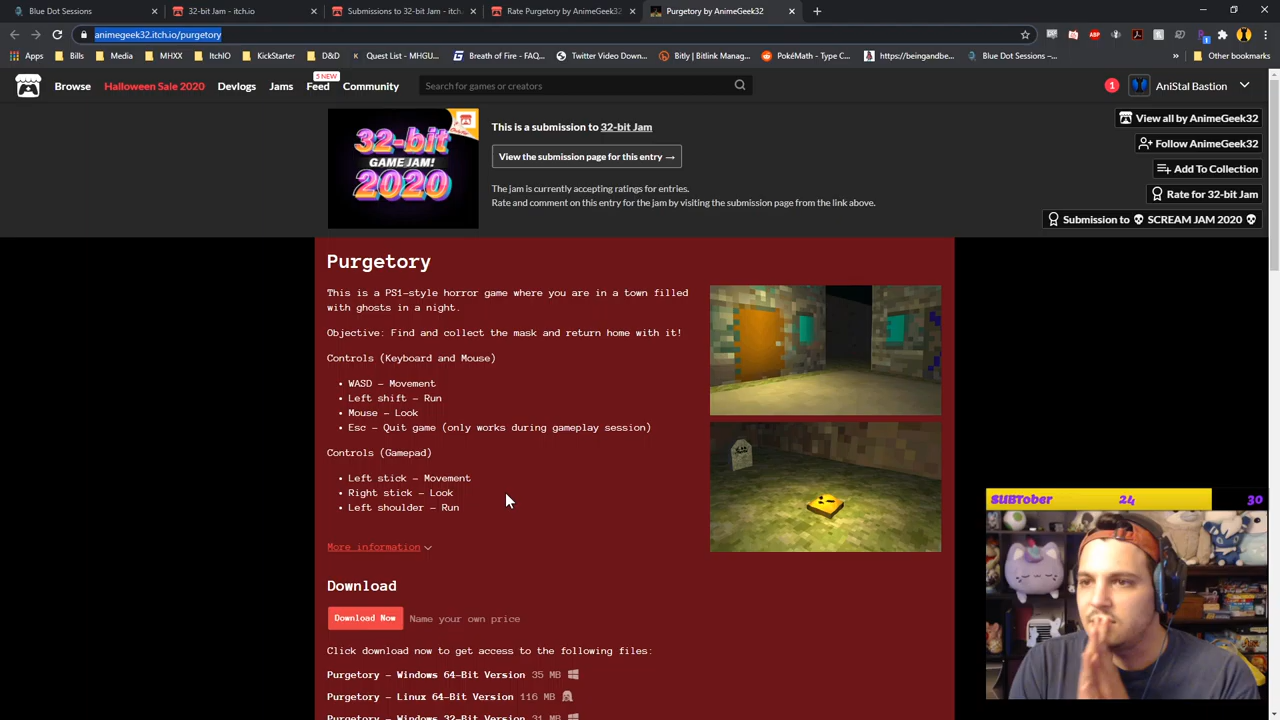 Blue Dot Sessions
32-bit Jam - itch.io
Submissions to 32-bit Jam - itch.
Rate Purgetory by AnimeGeek32
Purgetory by AnimeGeek32
animegeek32.itch.io/purgetory
Apps
Bills
Media
MHXX
ItchIO
KickStarter
D&D
Quest List - MHGU...
Breath of Fire - FAQ...
Twitter Video Down...
Bitly | Link Manag...
PokéMath - Type C...
https://beingandbe...
Blue Dot Sessions —...
Other bookmarks
Browse
Halloween Sale 2020
Devlogs
Jams
5 NEW
Feed
Community
Search for games or creators
1
AniStal Bastion
32-bit
GAME JAM!
2020
This is a submission to 32-bit Jam
View the submission page for this entry →
The jam is currently accepting ratings for entries.
Rate and comment on this entry for the jam by visiting the submission page from the link above.
View all by AnimeGeek32
Follow AnimeGeek32
Add To Collection
Rate for 32-bit Jam
Submission to 💀 SCREAM JAM 2020 💀
Purgetory
This is a PS1-style horror game where you are in a town filled
with ghosts in a night.
Objective: Find and collect the mask and return home with it!
Controls (Keyboard and Mouse)
• WASD - Movement
• Left shift - Run
• Mouse - Look
• Esc - Quit game (only works during gameplay session)
Controls (Gamepad)
• Left stick - Movement
• Right stick - Look
• Left shoulder - Run
More information
Download
Download Now
Name your own price
Click download now to get access to the following files:
Purgetory - Windows 64-Bit Version 35 MB
Purgetory - Linux 64-Bit Version 116 MB
Purgetory - Windows 32-Bit Version 31 MB
SUBTober
24
30